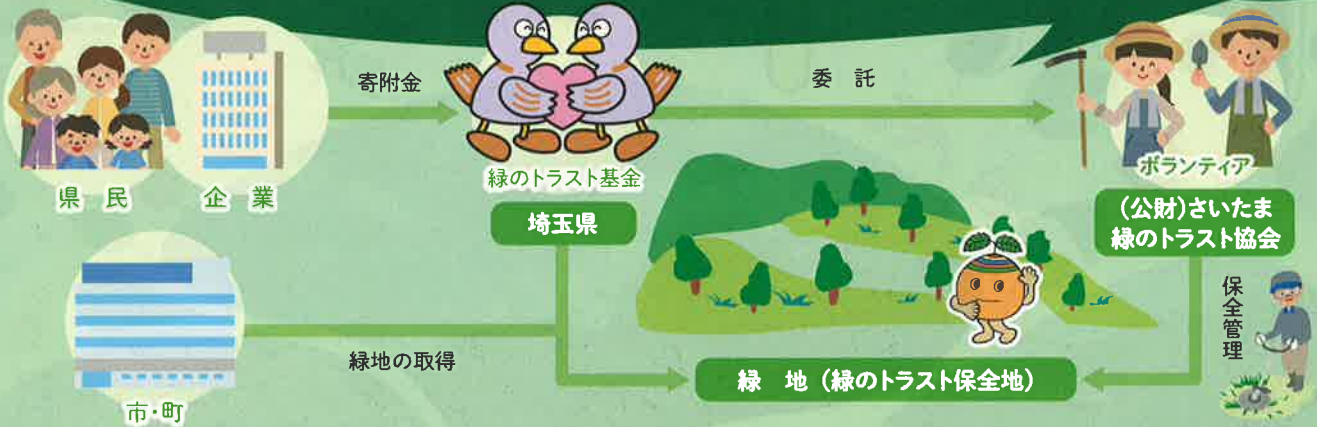 寄附金
委 託
県 民
企 業
緑のトラスト基金
埼玉県
ボランティア
(公財)さいたま
緑のトラスト協会
保全管理
緑地の取得
緑 地(緑のトラスト保全地)
市・町